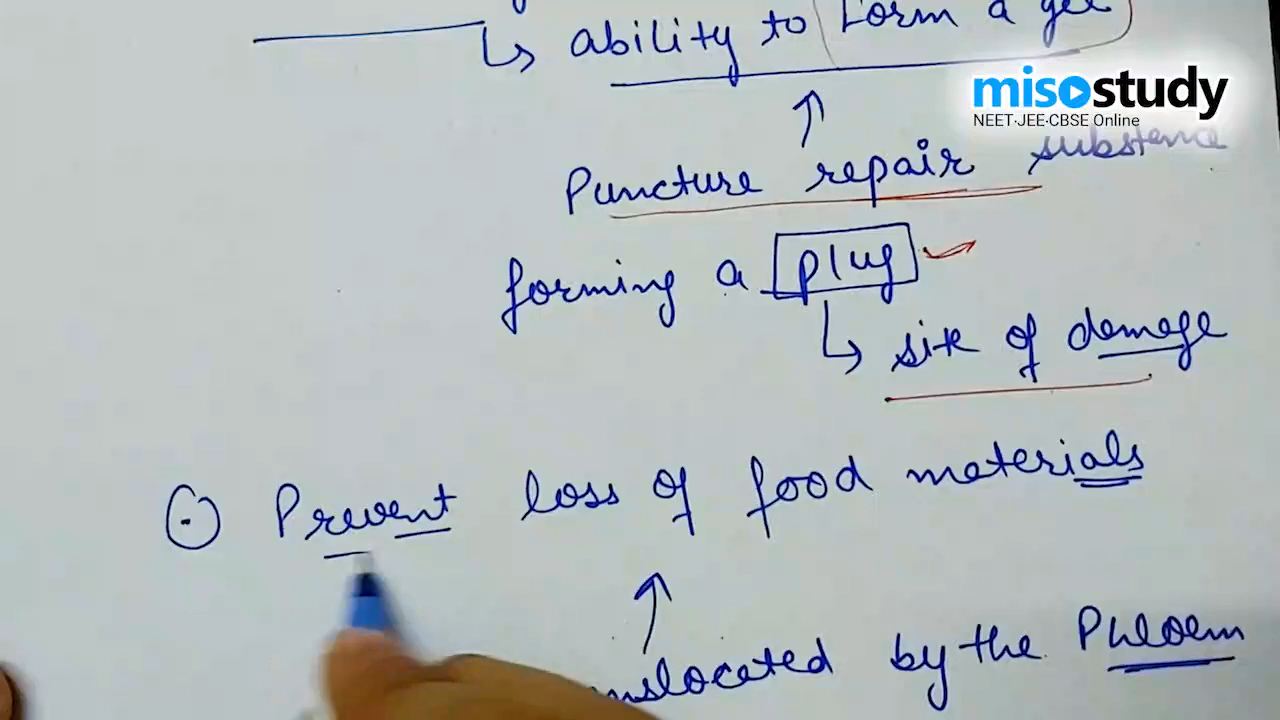 ability to form a gel
misostudy
NEET·JEE·CBSE Online
Puncture repair substance
forming a plug
site of damage
Prevent loss of food materials
by the Phloem